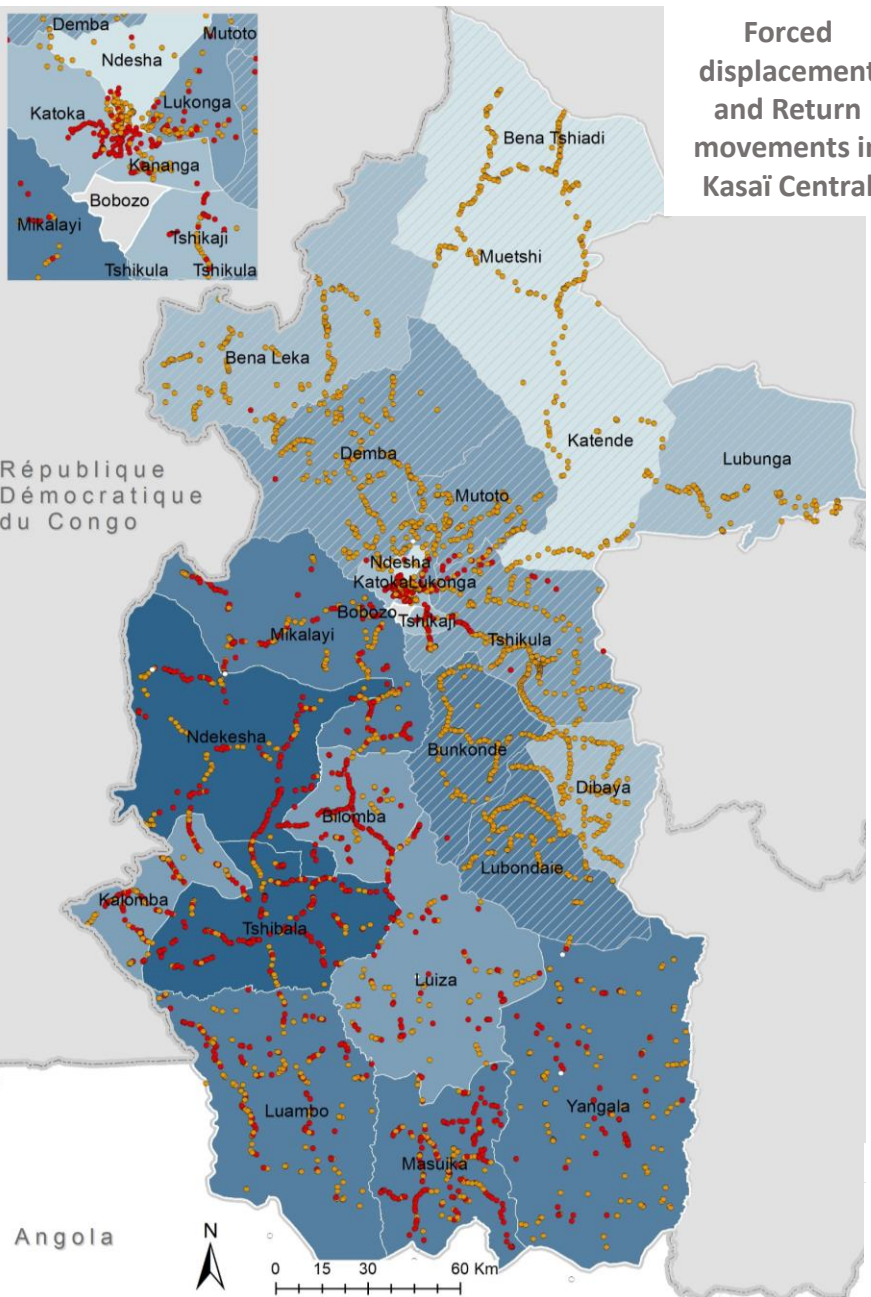 Forced
displacement
and Return
movements in
Kasaï Central
Demba
Mutoto
Ndesha
Katoka
Lukonga
Kananga
Bobozo
Mikalayi
Tshikaji
Tshikula
Tshikula
Bena Tshiadi
Muetshi
Bena Leka
Katende
Lubunga
République
Démocratique
du Congo
Demba
Mutoto
Ndesha
Katoka
Lukonga
Bobozo
Tshikaji
Mikalayi
Tshikula
Ndekesha
Bunkonde
Dibaya
Bilomba
Lubondaie
Kalomba
Tshibala
Luiza
Luambo
Yangala
Masuika
Angola
N
0 15 30 60 Km